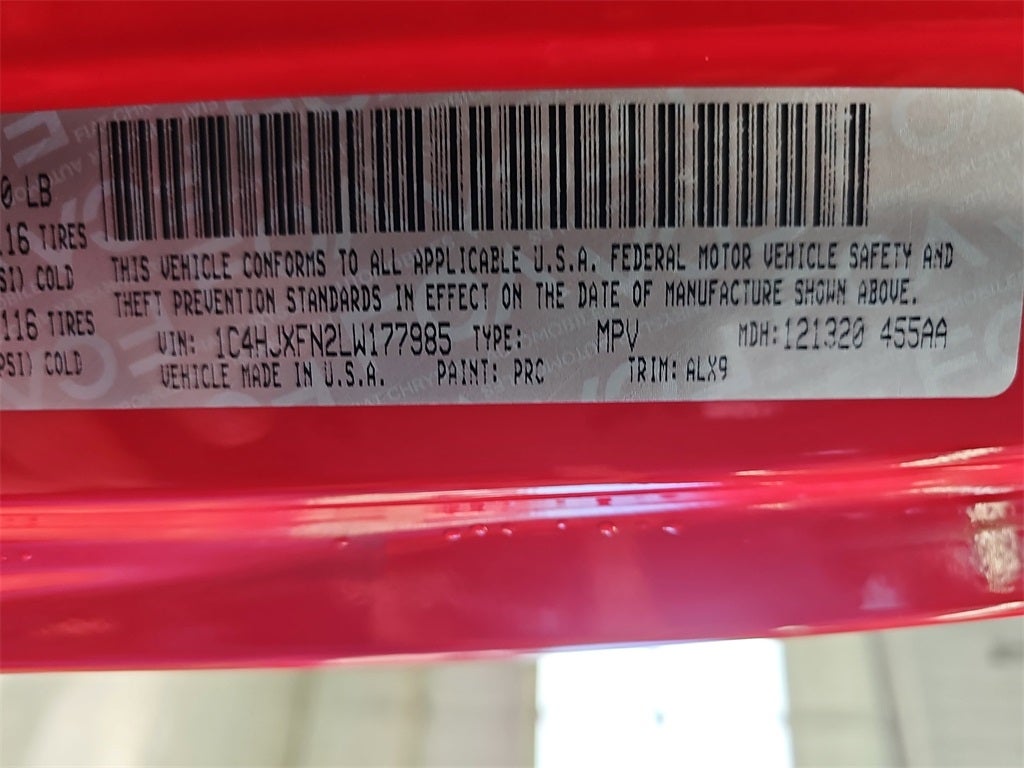 0 LB
116 TIRES
SI) COLD
116 TIRES
PSI) COLD
THIS VEHICLE CONFORMS TO ALL APPLICABLE U.S.A. FEDERAL MOTOR VEHICLE SAFETY AND
THEFT PREVENTION STANDARDS IN EFFECT ON THE DATE OF MANUFACTURE SHOWN ABOVE.
VIN: 1C4HJXFN2LW177985 TYPE: MPV MDH:121320 455AA
VEHICLE MADE IN U.S.A. PAINT: PRC TRIM: ALX9